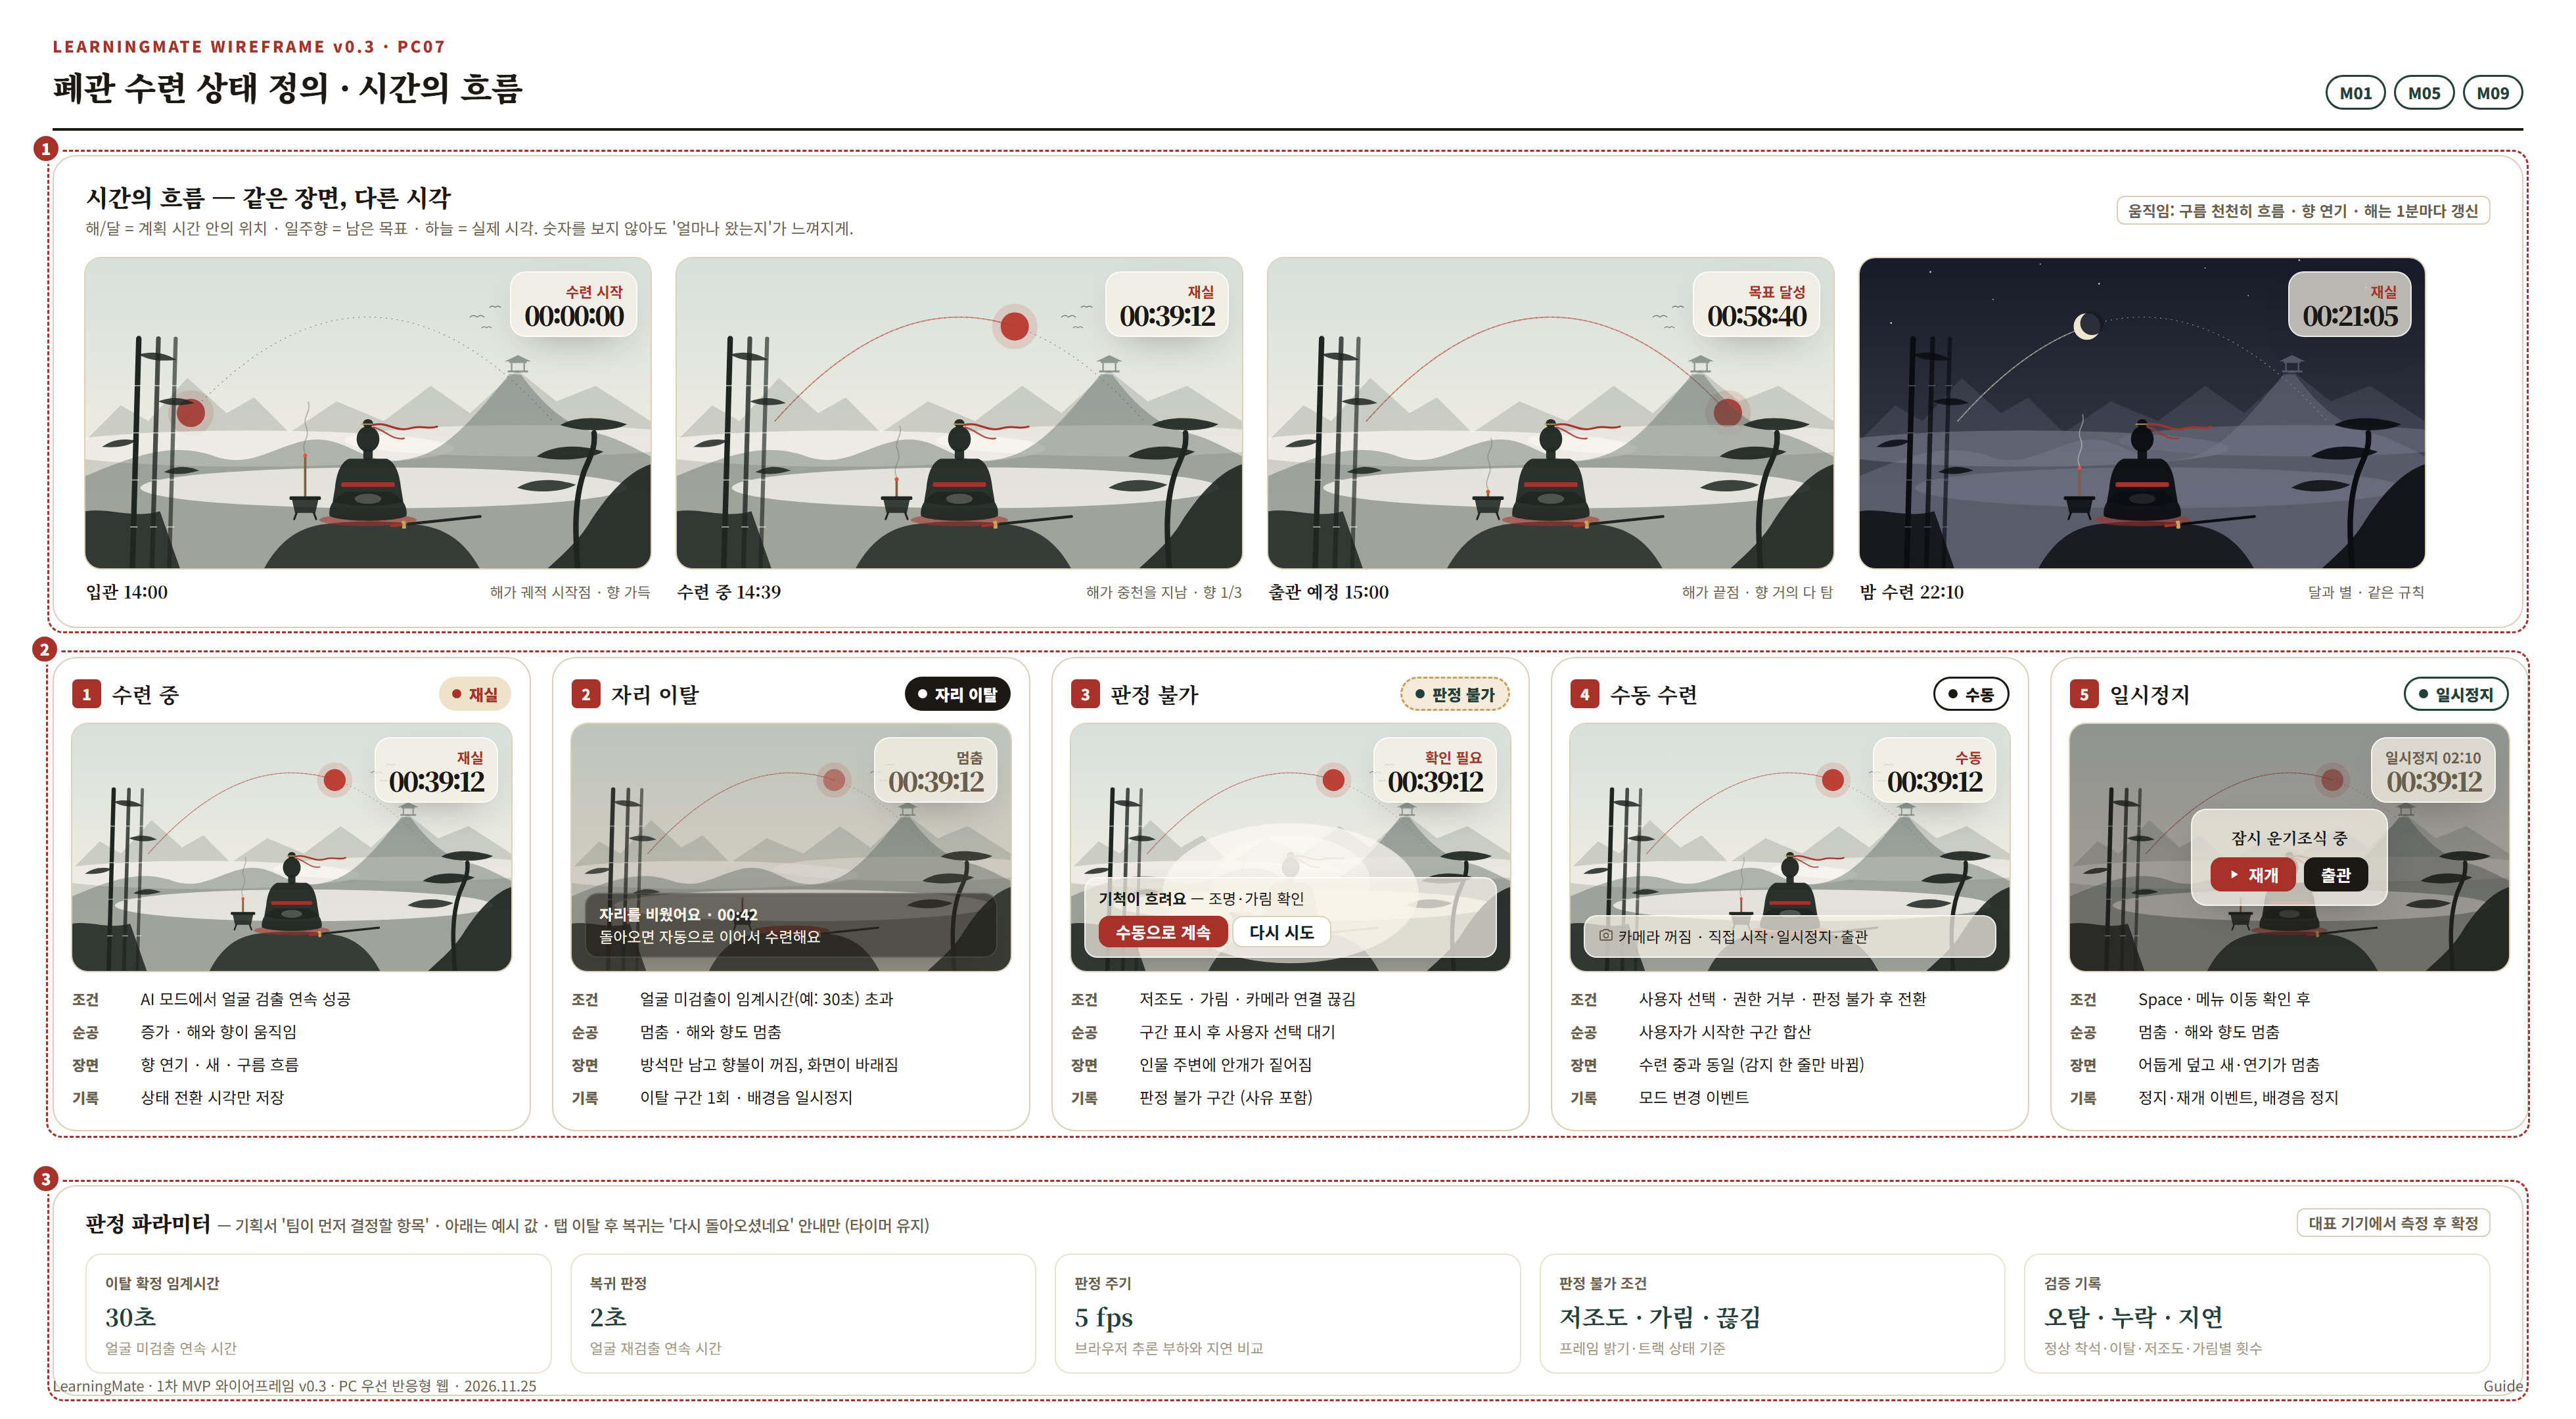 LEARNINGMATE WIREFRAME v0.3 · PC07
폐관 수련 상태 정의 · 시간의 흐름
M01 M05 M09
1
시간의 흐름 — 같은 장면, 다른 시각
해/달 = 계획 시간 안의 위치 · 일주향 = 남은 목표 · 하늘 = 실제 시각. 숫자를 보지 않아도 '얼마나 왔는지'가 느껴지게.
움직임: 구름 천천히 흐름 · 향 연기 · 해는 1분마다 갱신
수련 시작
00:00:00
재실
00:39:12
목표 달성
00:58:40
재실
00:21:05
입관 14:00
해가 궤적 시작점 · 향 가득
수련 중 14:39
해가 중천을 지남 · 향 1/3
출관 예정 15:00
해가 끝점 · 향 거의 다 탐
밤 수련 22:10
달과 별 · 같은 규칙
2
1 수련 중
재실
재실
00:39:12
조건 AI 모드에서 얼굴 검출 연속 성공
순공 증가 · 해와 향이 움직임
장면 향 연기 · 새 · 구름 흐름
기록 상태 전환 시각만 저장
2 자리 이탈
자리 이탈
멈춤
00:39:12
자리를 비웠어요 · 00:42
돌아오면 자동으로 이어서 수련해요
조건 얼굴 미검출이 임계시간(예: 30초) 초과
순공 멈춤 · 해와 향도 멈춤
장면 방석만 남고 향불이 꺼짐, 화면이 바래짐
기록 이탈 구간 1회 · 배경음 일시정지
3 판정 불가
판정 불가
확인 필요
00:39:12
기척이 흐려요 — 조명·가림 확인
수동으로 계속 다시 시도
조건 저조도 · 가림 · 카메라 연결 끊김
순공 구간 표시 후 사용자 선택 대기
장면 인물 주변에 안개가 짙어짐
기록 판정 불가 구간 (사유 포함)
4 수동 수련
수동
수동
00:39:12
카메라 꺼짐 · 직접 시작·일시정지·출관
조건 사용자 선택 · 권한 거부 · 판정 불가 후 전환
순공 사용자가 시작한 구간 합산
장면 수련 중과 동일 (감지 한 줄만 바뀜)
기록 모드 변경 이벤트
5 일시정지
일시정지
일시정지 02:10
00:39:12
잠시 운기조식 중
재개 출관
조건 Space · 메뉴 이동 확인 후
순공 멈춤 · 해와 향도 멈춤
장면 어둡게 덮고 새·연기가 멈춤
기록 정지·재개 이벤트, 배경음 정지
3
판정 파라미터 — 기획서 '팀이 먼저 결정할 항목' · 아래는 예시 값 · 탭 이탈 후 복귀는 '다시 돌아오셨네요' 안내만 (타이머 유지)
대표 기기에서 측정 후 확정
이탈 확정 임계시간
30초
얼굴 미검출 연속 시간
복귀 판정
2초
얼굴 재검출 연속 시간
판정 주기
5 fps
브라우저 추론 부하와 지연 비교
판정 불가 조건
저조도 · 가림 · 끊김
프레임 밝기·트랙 상태 기준
검증 기록
오탐 · 누락 · 지연
정상 착석·이탈·저조도·가림별 횟수
LearningMate · 1차 MVP 와이어프레임 v0.3 · PC 우선 반응형 웹 · 2026.11.25
Guide